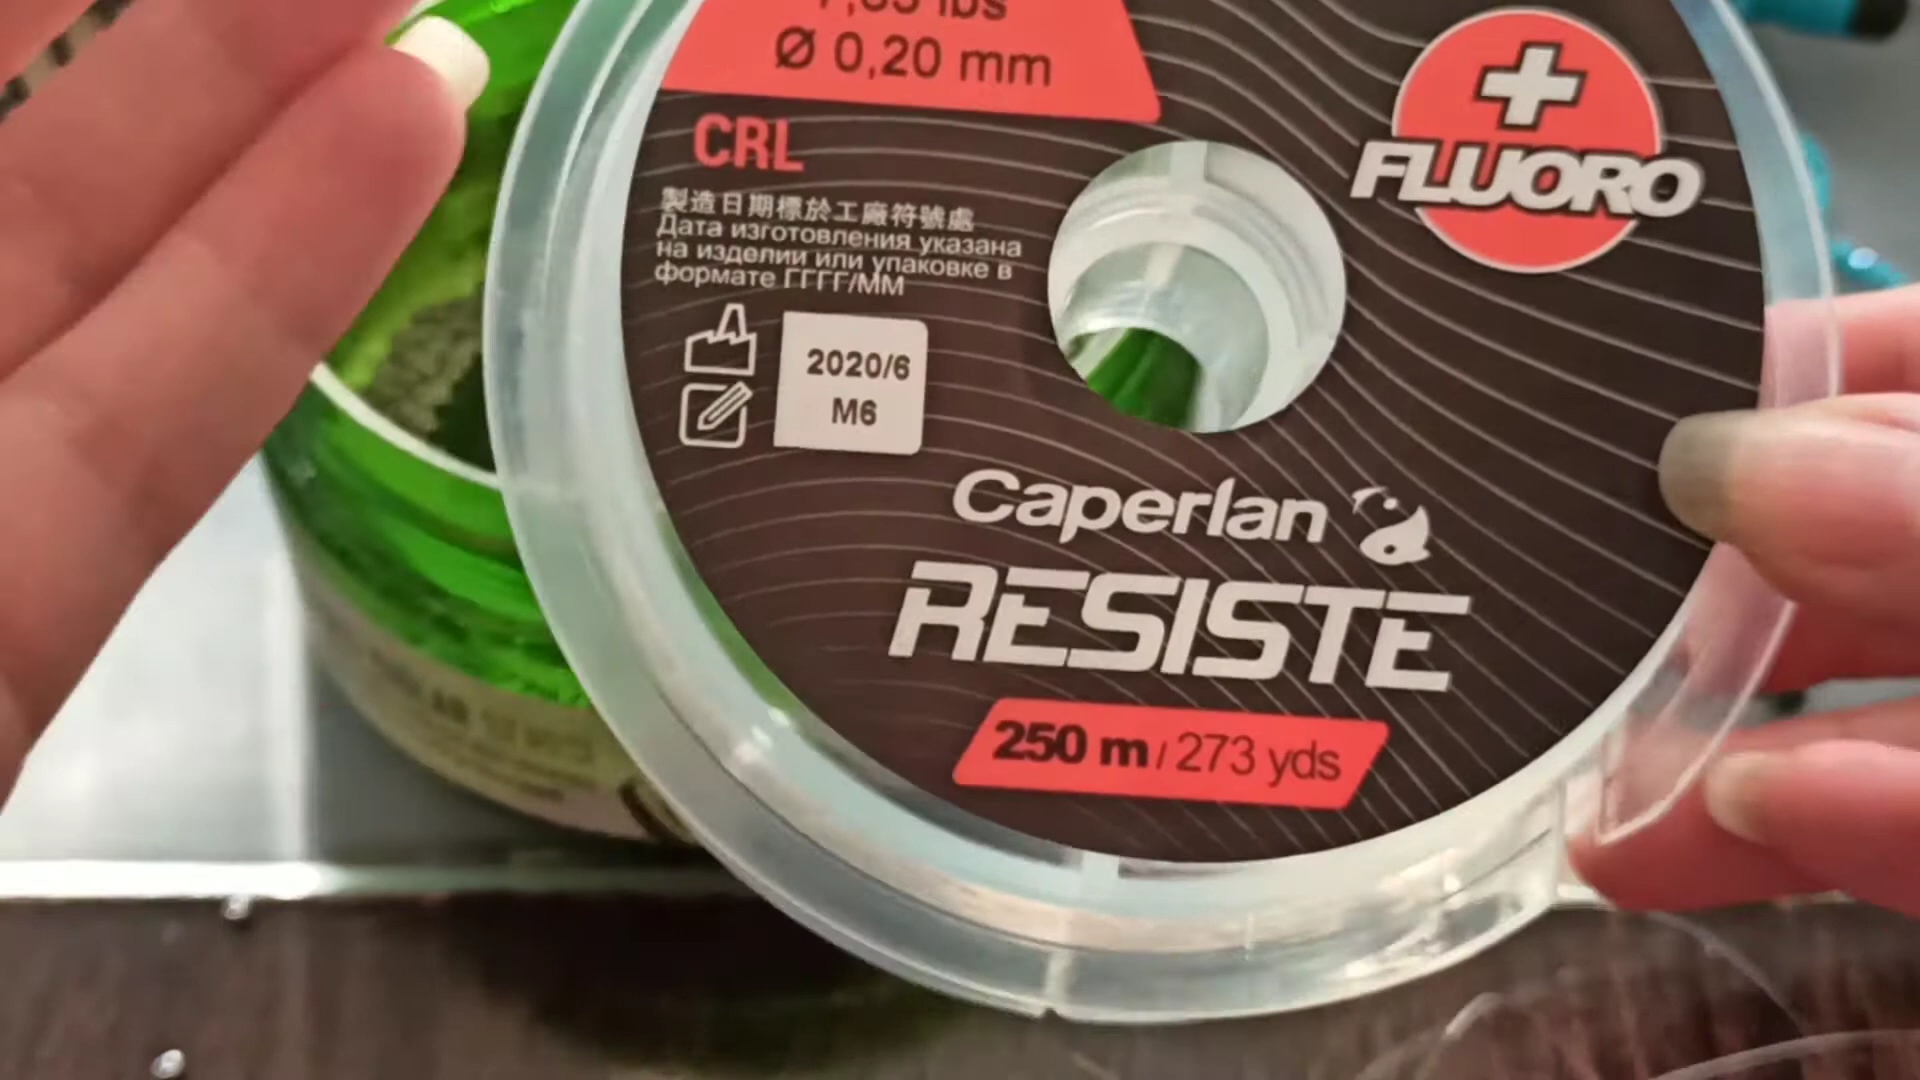 Ø 0,20 mm
CRL
製造日期標於工廠符號處
Дата изготовления указана
на изделии или упаковке в
формате ГГГГ/ММ
2020/6
M6
+
FLUORO
Caperlan
RESISTE
250 m / 273 yds